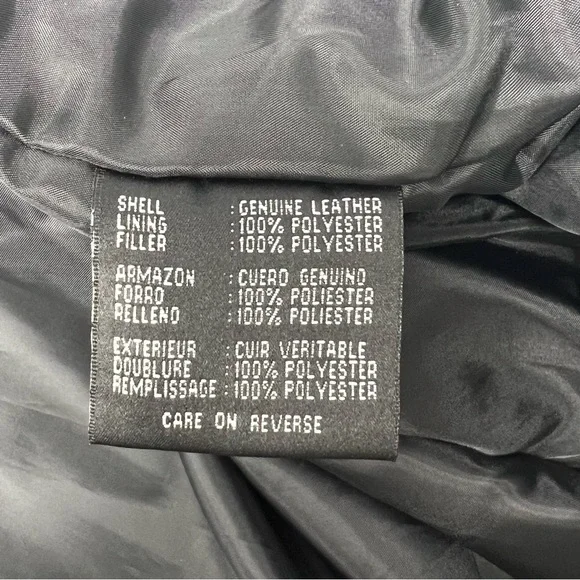 SHELL : GENUINE LEATHER
LINING : 100% POLYESTER
FILLER : 100% POLYESTER
ARMAZON : CUERO GENUINO
FORRO : 100% POLIESTER
RELLENO : 100% POLIESTER
EXTERIEUR : CUIR VERITABLE
DOUBLURE : 100% POLYESTER
REMPLISSAGE : 100% POLYESTER
CARE ON REVERSE